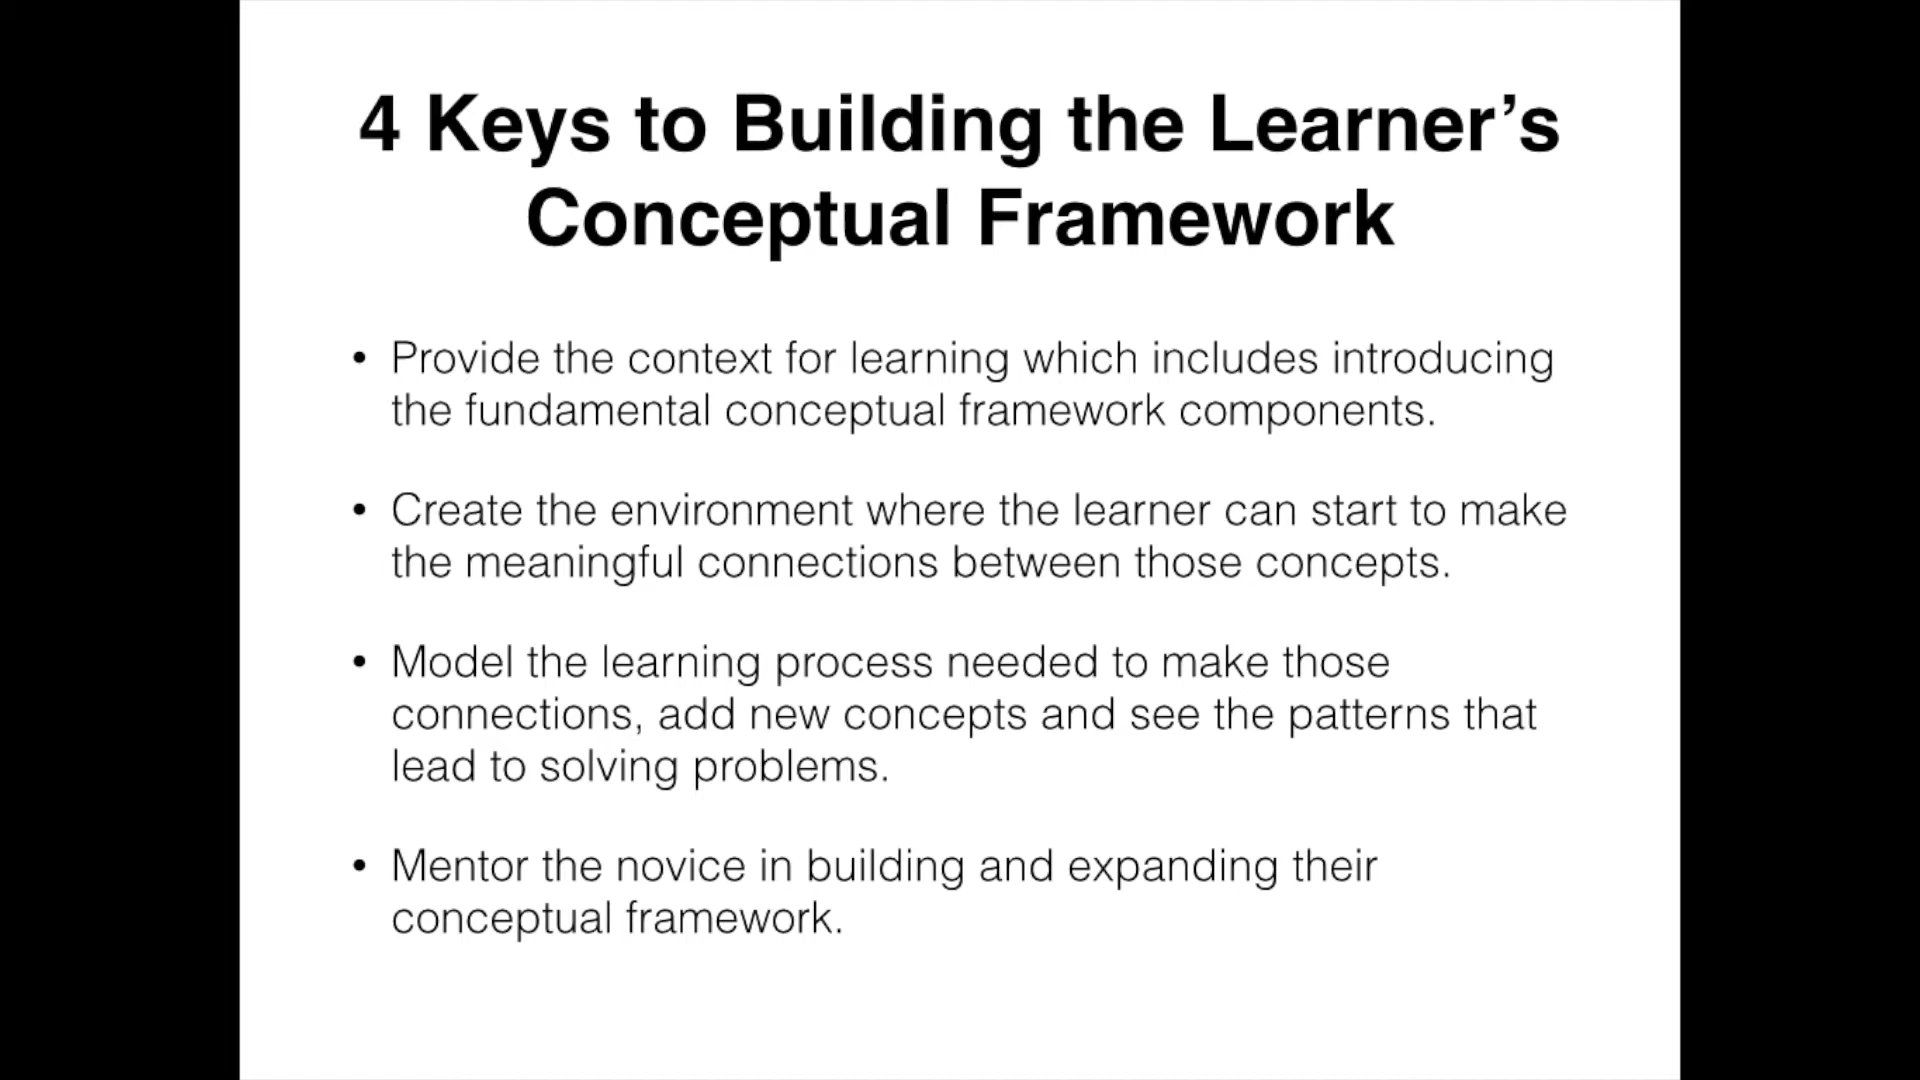 4 Keys to Building the Learner’s
Conceptual Framework
• Provide the context for learning which includes introducing
the fundamental conceptual framework components.
• Create the environment where the learner can start to make
the meaningful connections between those concepts.
• Model the learning process needed to make those
connections, add new concepts and see the patterns that
lead to solving problems.
• Mentor the novice in building and expanding their
conceptual framework.